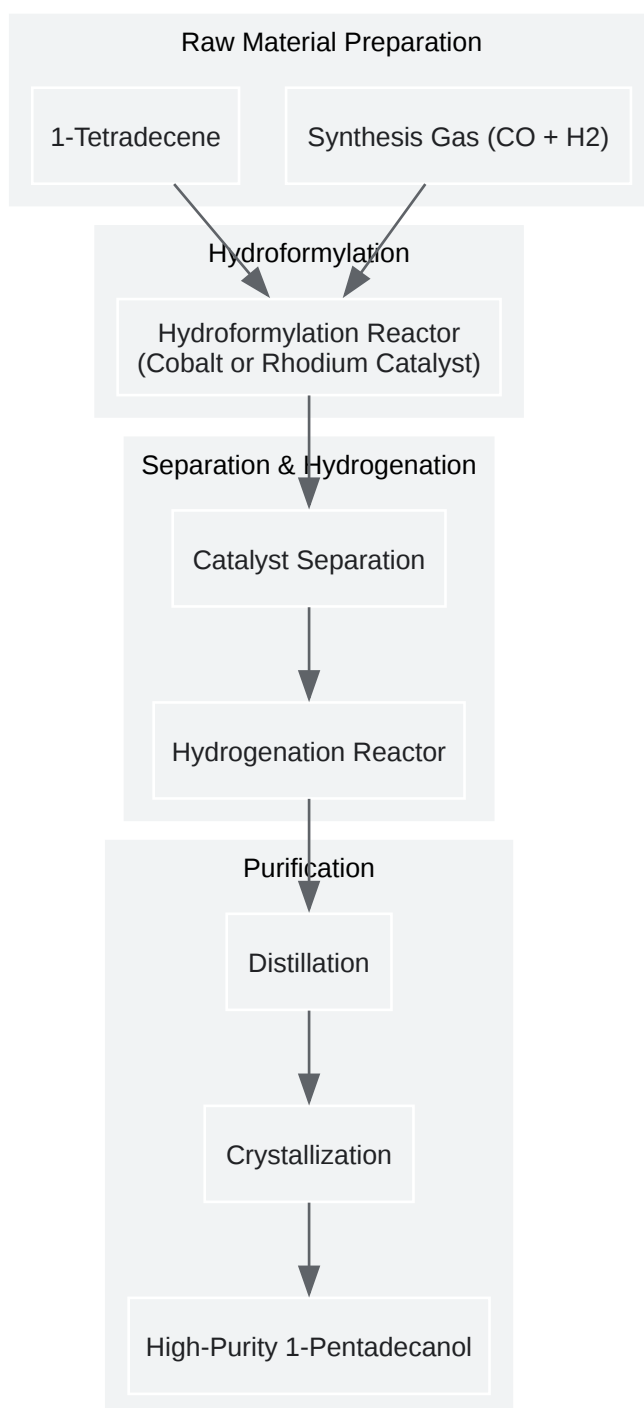 Raw Material Preparation
1-Tetradecene
Synthesis Gas (CO + H2)
Hydroformylation
Hydroformylation Reactor
(Cobalt or Rhodium Catalyst)
Separation & Hydrogenation
Catalyst Separation
Hydrogenation Reactor
Purification
Distillation
Crystallization
High-Purity 1-Pentadecanol